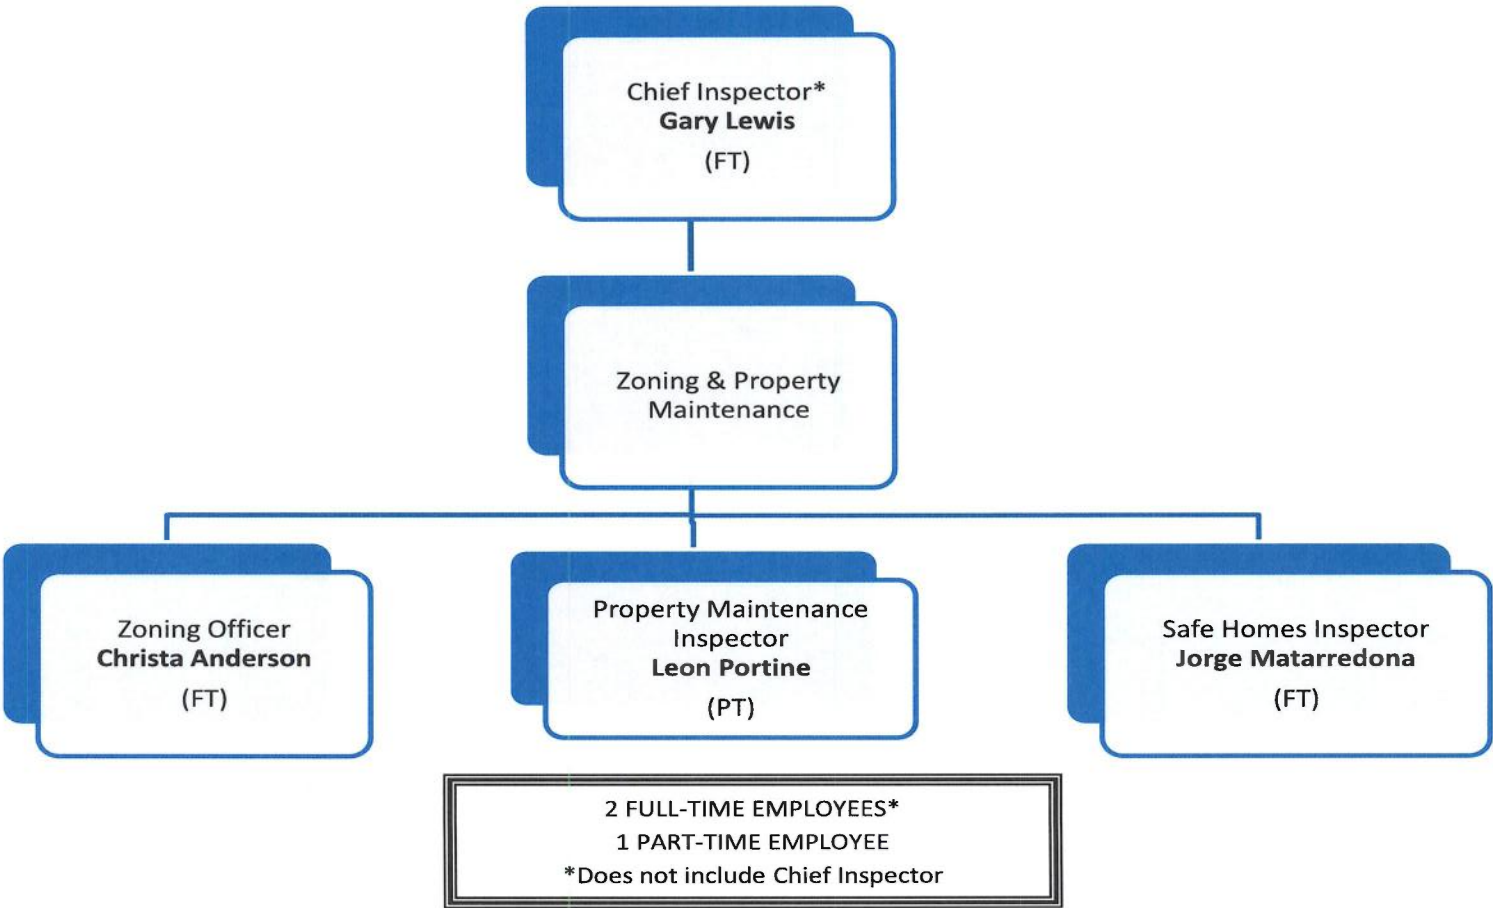 Chief Inspector*
Gary Lewis
(FT)
Zoning & Property
Maintenance
Zoning Officer
Christa Anderson
(FT)
Property Maintenance
Inspector
Leon Portine
(PT)
Safe Homes Inspector
Jorge Matarredona
(FT)
2 FULL-TIME EMPLOYEES*
1 PART-TIME EMPLOYEE
*Does not include Chief Inspector